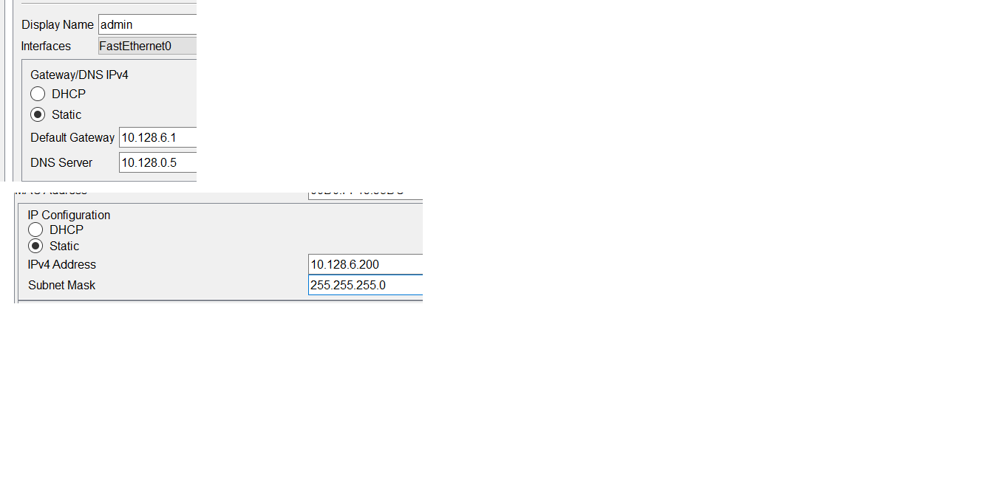 Display Name admin
Interfaces FastEthernet0
Gateway/DNS IPv4
DHCP
Static
Default Gateway 10.128.6.1
DNS Server 10.128.0.5
MAC Address
IP Configuration
DHCP
Static
IPv4 Address 10.128.6.200
Subnet Mask 255.255.255.0